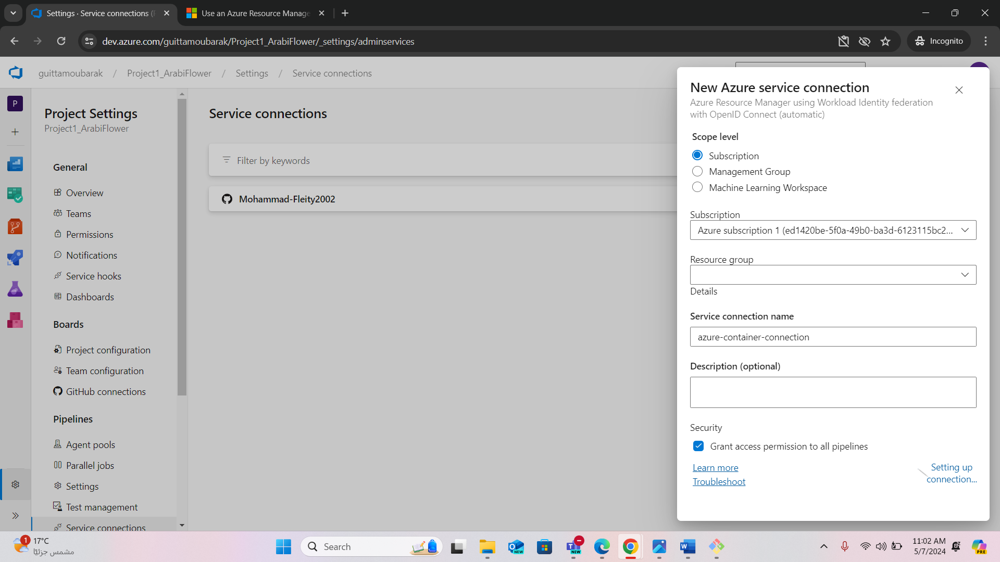 Settings · Service connections (
Use an Azure Resource Manage
dev.azure.com/guittamoubarak/Project1_ArabiFlower/_settings/adminservices
Incognito
guittamoubarak / Project1_ArabiFlower / Settings / Service connections
P
Project Settings
Project1_ArabiFlower
General
Overview
Teams
Permissions
Notifications
Service hooks
Dashboards
Boards
Project configuration
Team configuration
GitHub connections
Pipelines
Agent pools
Parallel jobs
Settings
Test management
Service connections
Service connections
Filter by keywords
Mohammad-Fleity2002
New Azure service connection
Azure Resource Manager using Workload Identity federation
with OpenID Connect (automatic)
Scope level
Subscription
Management Group
Machine Learning Workspace
Subscription
Azure subscription 1 (ed1420be-5f0a-49b0-ba3d-6123115bc2...
Resource group
Details
Service connection name
azure-container-connection
Description (optional)
Security
Grant access permission to all pipelines
Learn more
Troubleshoot
Setting up
connection...
1
17°C
مشمس جزئيًا
Search
NEW
NEW
11:02 AM
5/7/2024
PRE